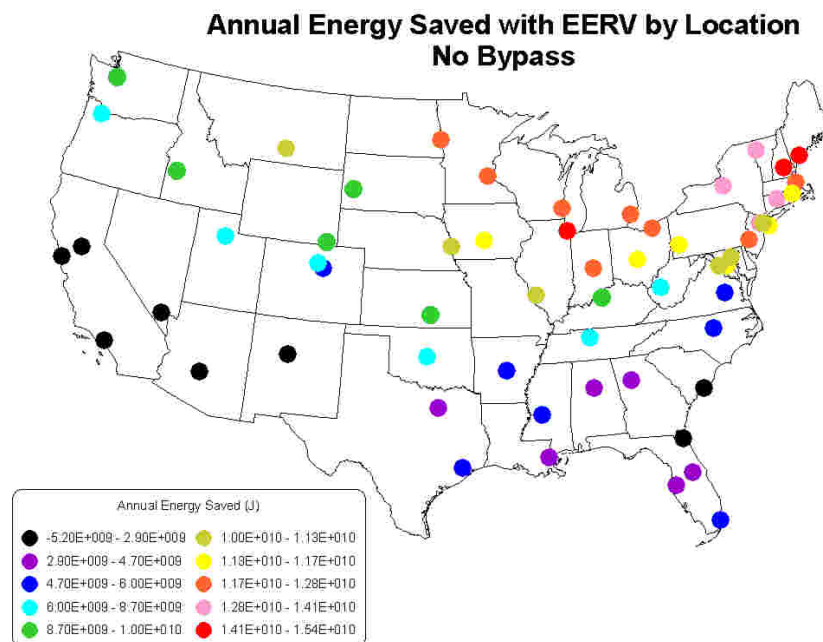 Annual Energy Saved with EERV by Location
No Bypass
Annual Energy Saved (J)
-5.20E+009 - 2.90E+009
2.90E+009 - 4.70E+009
4.70E+009 - 6.00E+009
6.00E+009 - 8.70E+009
8.70E+009 - 1.00E+010
1.00E+010 - 1.13E+010
1.13E+010 - 1.17E+010
1.17E+010 - 1.28E+010
1.28E+010 - 1.41E+010
1.41E+010 - 1.54E+010